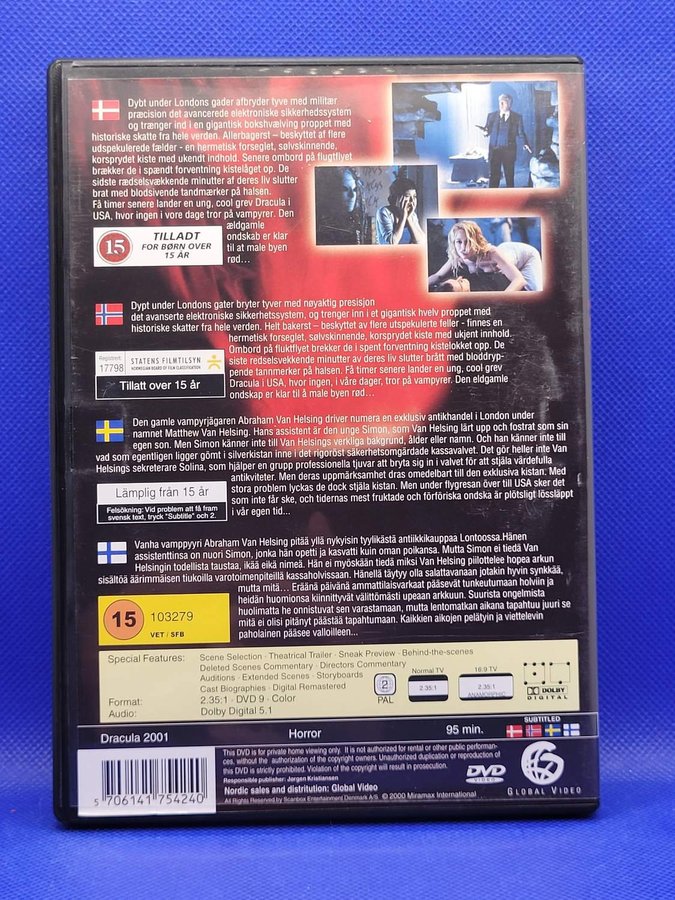 Dybt under Londons gader afbryder tyve med militær
præcision det avancerede elektroniske sikkerhedssystem
og trænger ind i en gigantisk bokshvælving proppet med
historiske skatte fra hele verden. Allerbagerst – beskyttet af flere
udspekulerede fælder - en hermetisk forseglet, sølvskinnende,
korsprydet kiste med ukendt indhold. Senere ombord på flugtflyet
brækker de i spændt forventning kistelåget op. De
sidste rædselsvækkende minutter af deres liv slutter
brat med blodsivende tandmærker på halsen.
Få timer senere lander en ung, cool grev Dracula i
USA, hvor ingen i vore dage tror på vampyrer. Den
ældgamle
ondskab er klar
til at male byen
rød...
15
TILLADT
FOR BØRN OVER
15 ÅR
Dypt under Londons gater bryter tyver med nøyaktig presisjon
det avanserte elektroniske sikkerhetssystem, og trenger inn i et gigantisk hvelv proppet med
historiske skatter fra hele verden. Helt bakerst – beskyttet av flere utspekulerte feller - finnes en
hermetisk forseglet, sølvskinnende, korsprydet kiste med ukjent innhold.
Ombord på fluktflyet brekker de i spent forventning kistelokket opp. De
siste redselsvekkende minutter av deres liv slutter brått med bloddryp-
pende tannmerker på halsen. Få timer senere lander en ung, cool grev
Dracula i USA, hvor ingen, i våre dager, tror på vampyrer. Den eldgamle
ondskap er klar til å male byen rød...
Registrert
17798
STATENS FILMTILSYN
NORWEGIAN BOARD OF FILM CLASSIFICATION
Tillatt over 15 år
Den gamle vampyrjägaren Abraham Van Helsing driver numera en exklusiv antikhandel i London under
namnet Matthew Van Helsing. Hans assistent är den unge Simon, som Van Helsing lärt upp och fostrat som sin
egen son. Men Simon känner inte till Van Helsings verkliga bakgrund, ålder eller namn. Och han känner inte till
vad som egentligen ligger gömt i silverkistan inne i det rigoröst säkerhetsomgärdade kassavalvet. Det gör heller inte Van
Helsings sekreterare Solina, som hjälper en grupp professionella tjuvar att bryta sig in i valvet för att stjäla värdefulla
antikviteter. Men deras uppmärksamhet dras omedelbart till den exklusiva kistan: Med
stora problem lyckas de dock stjäla kistan. Men under flygresan över till USA sker det
som inte får ske, och tidernas mest fruktade och förföriska ondska är plötsligt lössläppt
i vår egen tid...
Lämplig från 15 år
Felsökning: Vid problem att få fram
svensk text, tryck "Subtitle" och 2.
Vanha vamppyyri Abraham Van Helsing pitää yllä nykyisin tyylikästä antiikkikauppaa Lontoossa.Hänen
assistenttinsa on nuori Simon, jonka hän opetti ja kasvatti kuin oman poikansa. Mutta Simon ei tiedä Van
Helsingin todellista taustaa, ikää eikä nimeä. Hän ei myöskään tiedä miksi Van Helsing piilottelee hopea arkun
sisältöä äärimmäisen tiukoilla varotoimenpiteillä kassaholvissaan. Hänellä täytyy olla salattavanaan jotakin hyvin synkkää,
mutta mitä... Eräänä päivänä ammattilaisvarkaat pääsevät tunkeutumaan holviin ja
heidän huomionsa kiinnittyvät välittömästi upeaan arkkuun. Suurista ongelmista
huolimatta he onnistuvat sen varastamaan, mutta lentomatkan aikana tapahtuu juuri se
mitä ei olisi pitänyt päästää tapahtumaan. Kaikkien aikojen pelätyin ja viettelevin
paholainen pääsee valloilleen...
15
103279
VET / SFB
Special Features:
Scene Selection · Theatrical Trailer · Sneak Preview · Behind-the-scenes
Deleted Scenes Commentary · Directors Commentary
Auditions · Extended Scenes · Storyboards
Cast Biographies · Digital Remastered
Format:
2.35:1 · DVD 9 · Color
Audio:
Dolby Digital 5.1
2
PAL
Normal TV
2.35:1
16:9 TV
2.35:1
ANAMORPHIC
DOLBY
DIGITAL
Dracula 2001
Horror
95 min.
SUBTITLED
5 706141 754240
This DVD is for private home viewing only. It is not authorized for rental or other public performan-
ces, without the authorization of the copyright owners. Unauthorized duplication or reproduction of
this DVD is strictly prohibited. Violation of the copyright will result in prosecution.
Responsible publisher: Jørgen Kristiansen
Nordic sales and distribution: Global Video
All Rights Reserved by Scanbox Entertainment Denmark A/S © 2000 Miramax International
DVD
VIDEO
GLOBAL VIDEO